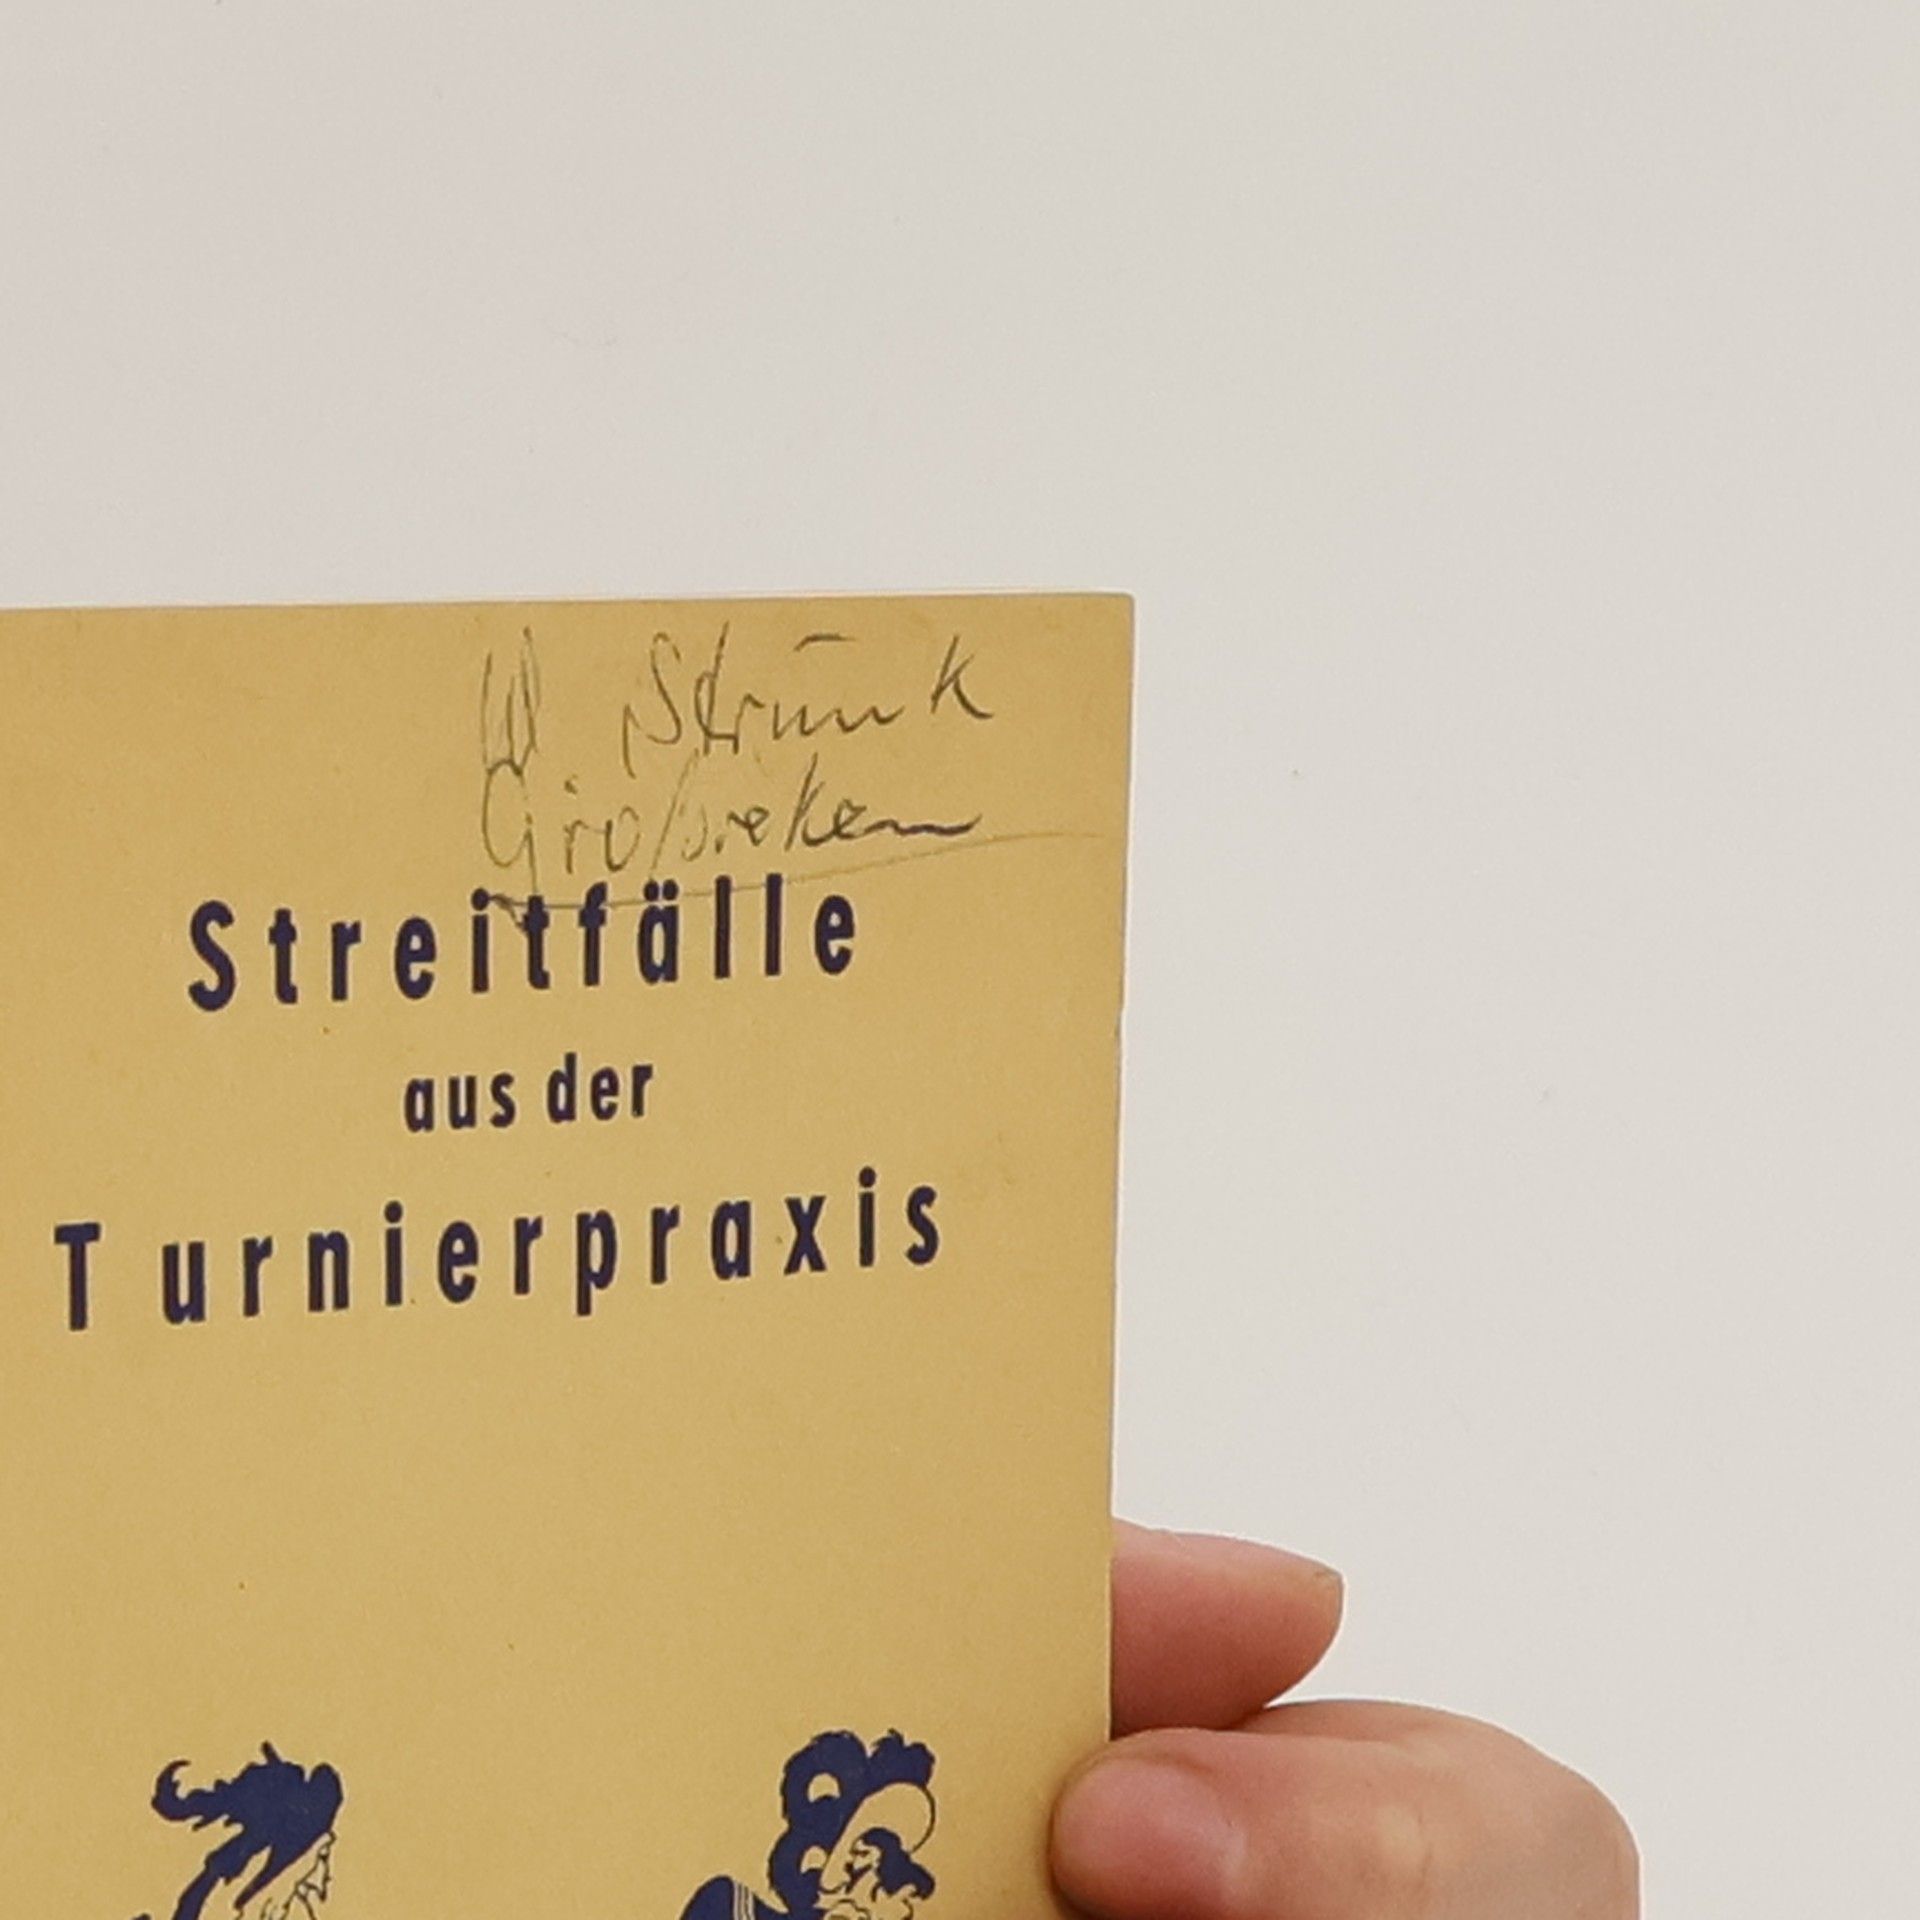 W Strunk
Großreken
Streitfälle
aus der
Turnierpraxis